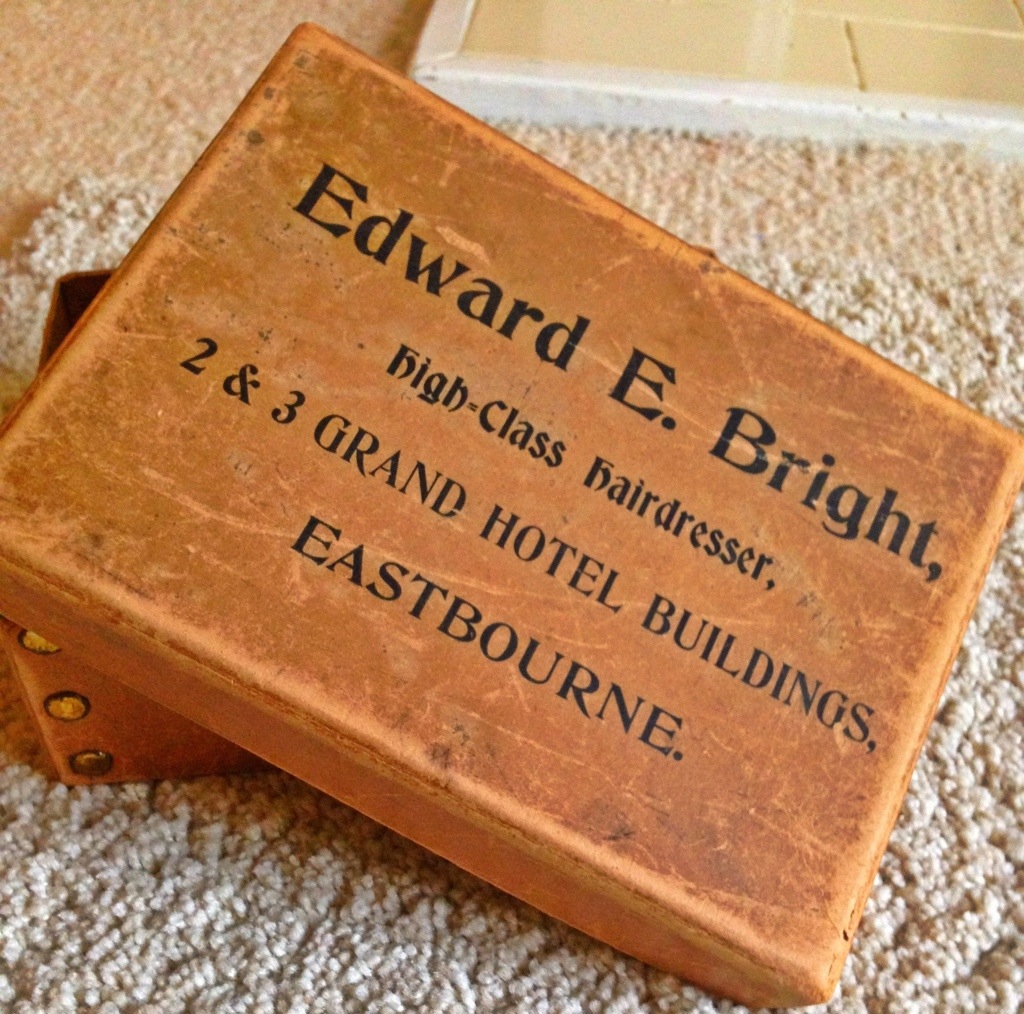 Edward E. Bright,
High-Class Hairdresser,
2 & 3 GRAND HOTEL BUILDINGS,
EASTBOURNE.